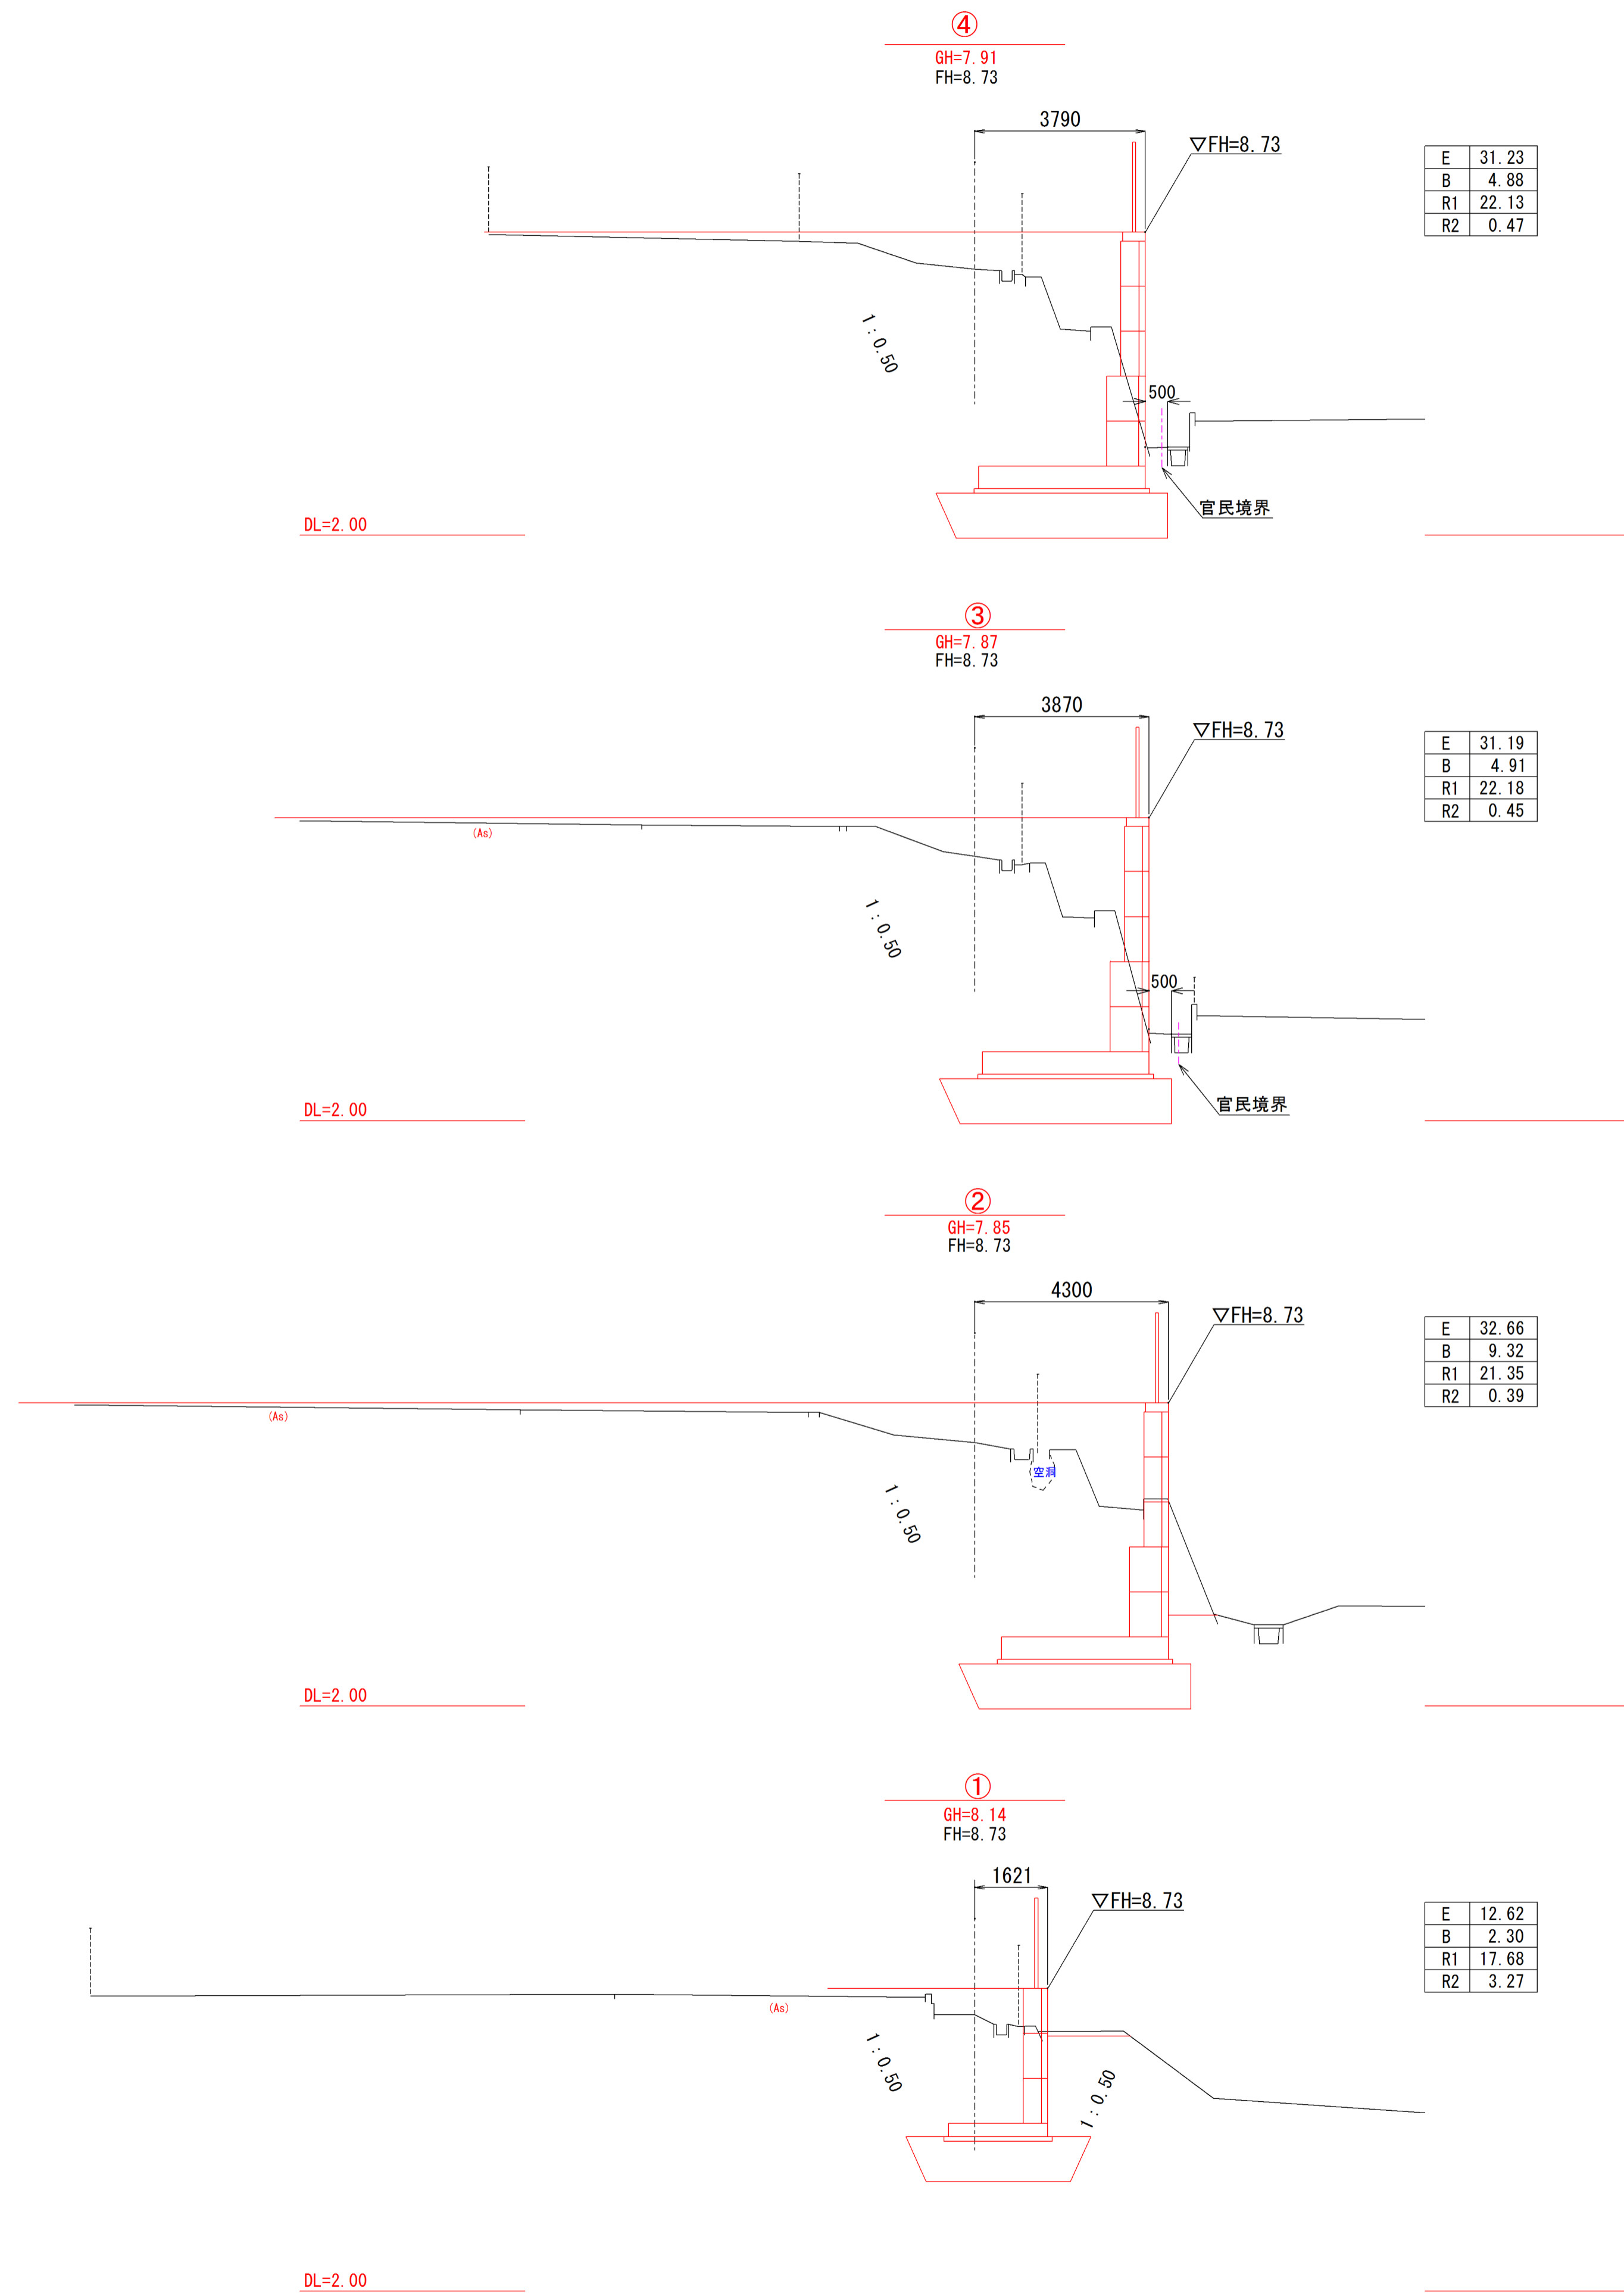 ④
GH=7.91
FH=8.73
3790
▽FH=8.73
E 31.23
B 4.88
R1 22.13
R2 0.47
1:0.50
500
官民境界
DL=2.00
③
GH=7.87
FH=8.73
3870
▽FH=8.73
E 31.19
B 4.91
R1 22.18
R2 0.45
(As)
1:0.50
500
官民境界
DL=2.00
②
GH=7.85
FH=8.73
4300
▽FH=8.73
E 32.66
B 9.32
R1 21.35
R2 0.39
(As)
空洞
1:0.50
DL=2.00
①
GH=8.14
FH=8.73
1621
▽FH=8.73
E 12.62
B 2.30
R1 17.68
R2 3.27
(As)
1:0.50
1:0.50
DL=2.00